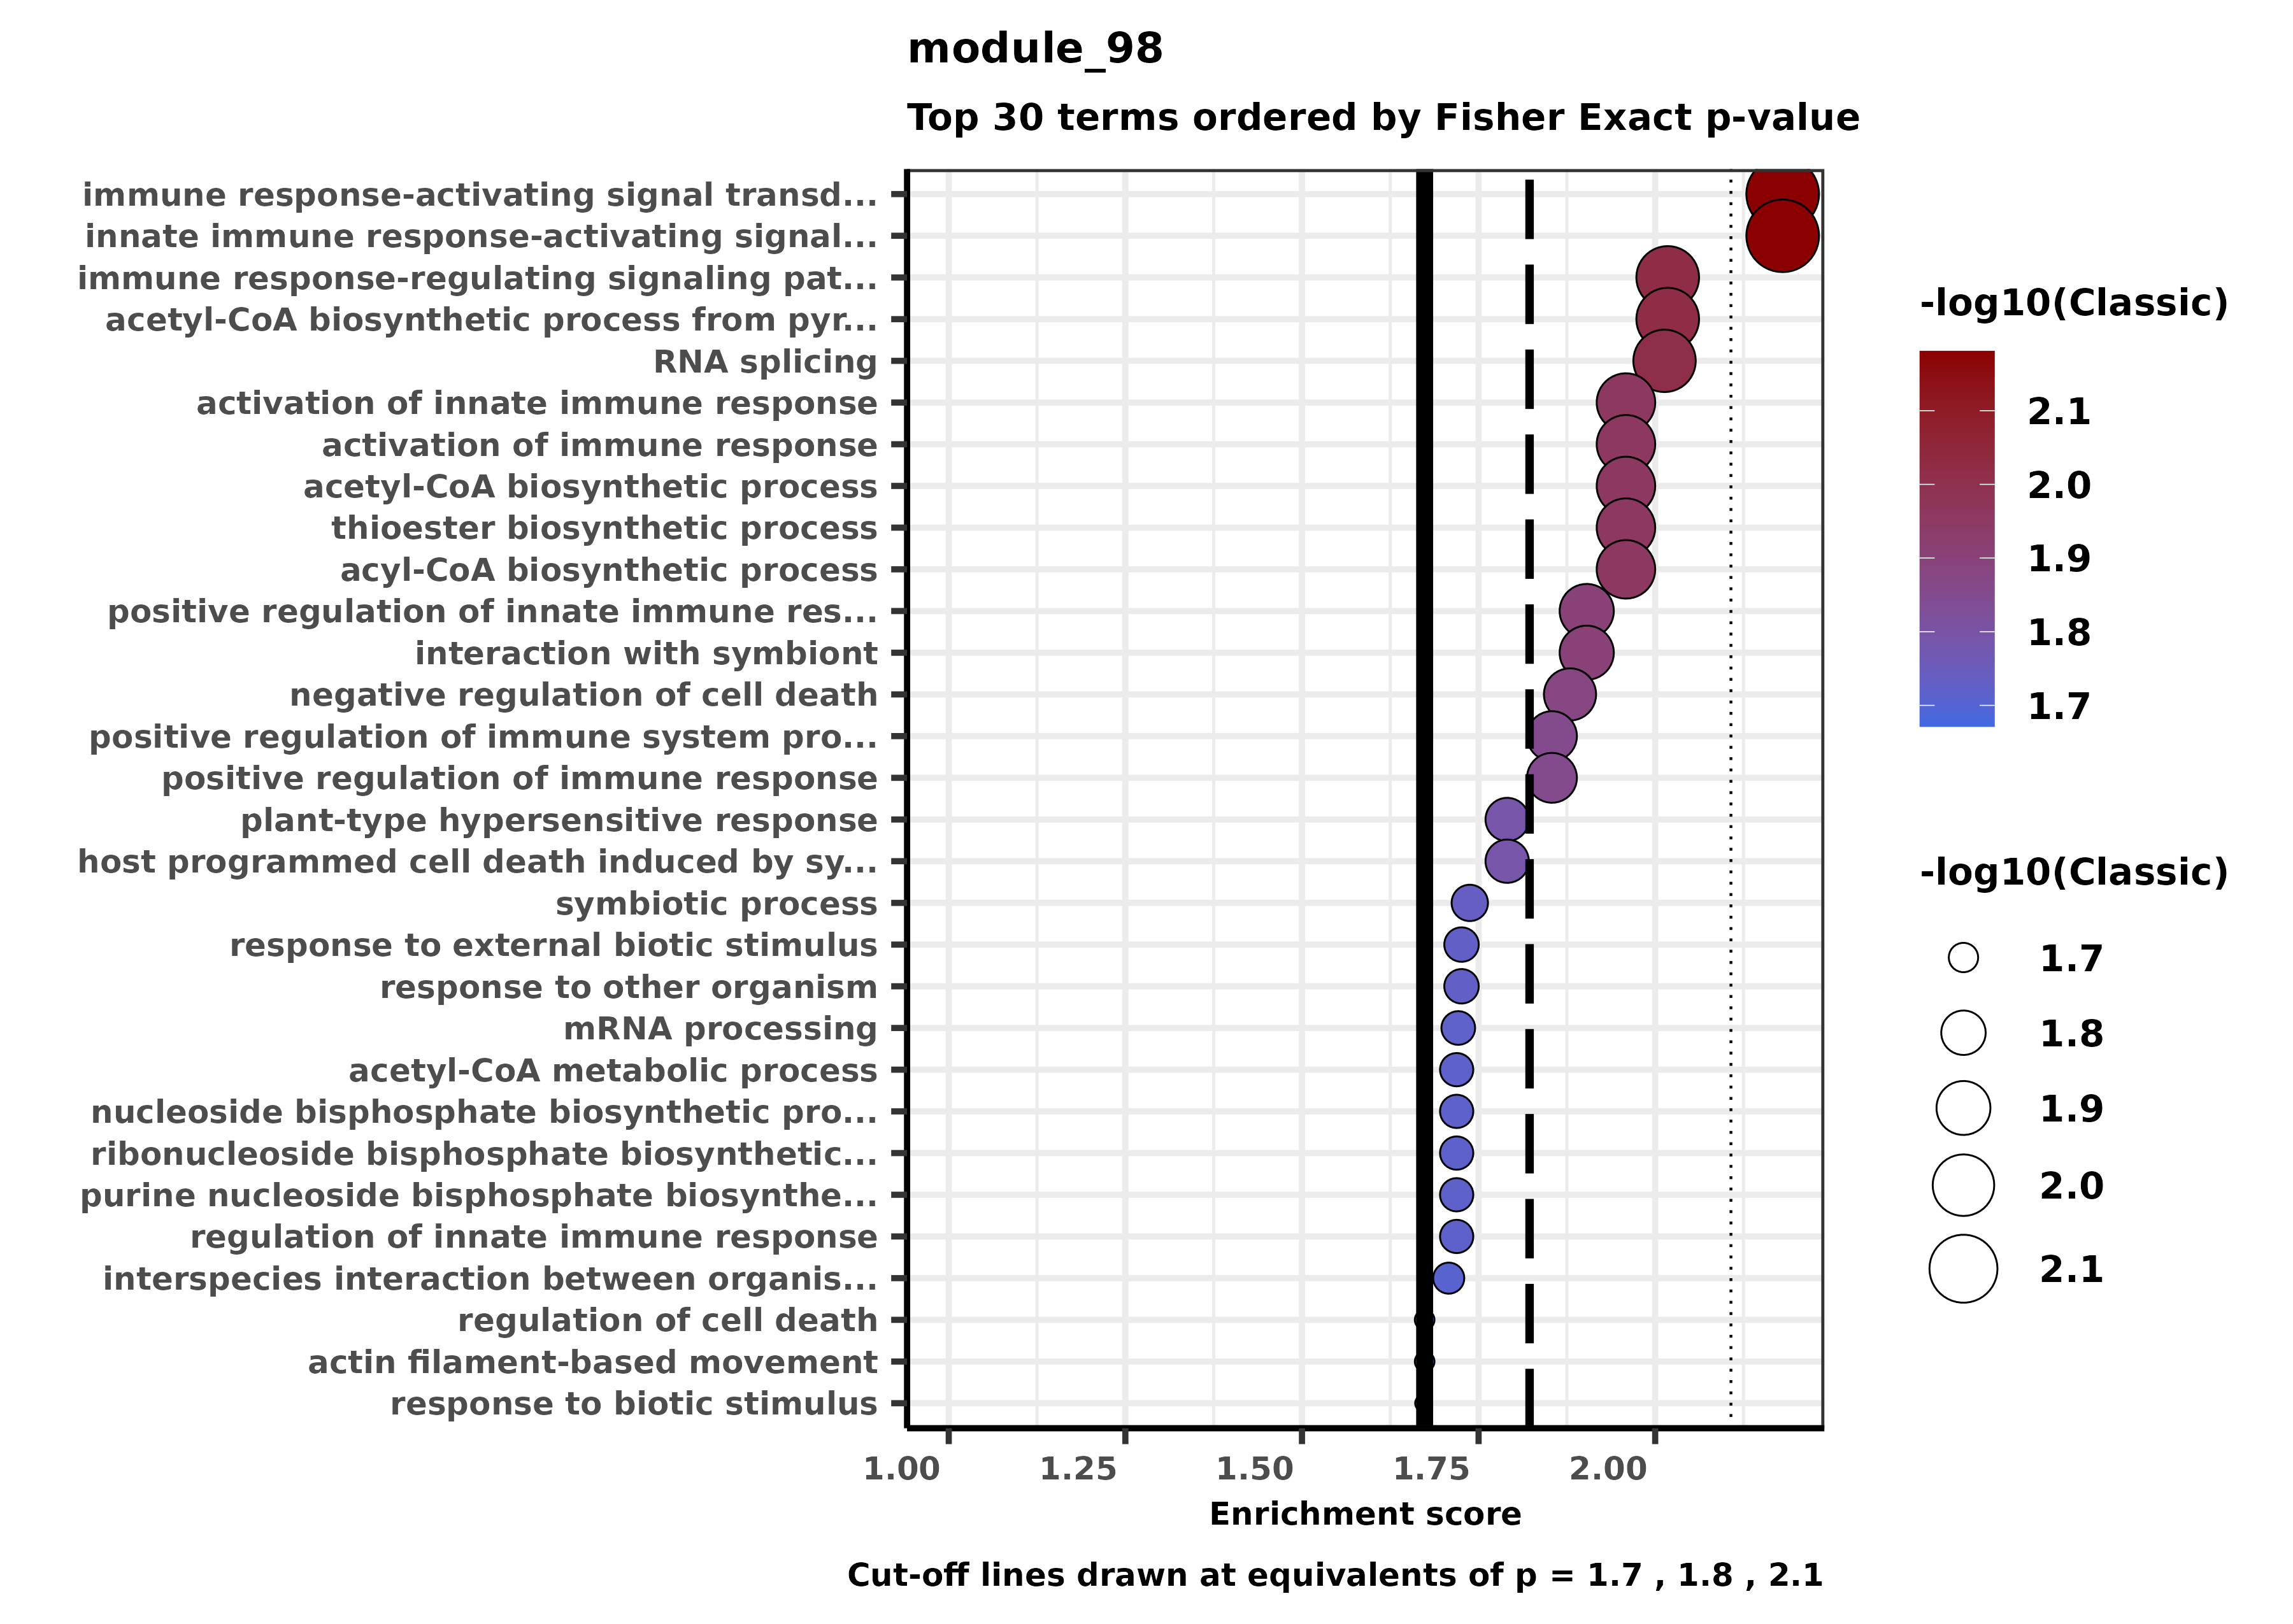 module_98
Top 30 terms ordered by Fisher Exact p-value
immune response-activating signal transd...
innate immune response-activating signal...
immune response-regulating signaling pat...
acetyl-CoA biosynthetic process from pyr...
RNA splicing
activation of innate immune response
activation of immune response
acetyl-CoA biosynthetic process
thioester biosynthetic process
acyl-CoA biosynthetic process
positive regulation of innate immune res...
interaction with symbiont
negative regulation of cell death
positive regulation of immune system pro...
positive regulation of immune response
plant-type hypersensitive response
host programmed cell death induced by sy...
symbiotic process
response to external biotic stimulus
response to other organism
mRNA processing
acetyl-CoA metabolic process
nucleoside bisphosphate biosynthetic pro...
ribonucleoside bisphosphate biosynthetic...
purine nucleoside bisphosphate biosynthe...
regulation of innate immune response
interspecies interaction between organis...
regulation of cell death
actin filament-based movement
response to biotic stimulus
1.00 1.25 1.50 1.75 2.00
Enrichment score
Cut-off lines drawn at equivalents of p = 1.7 , 1.8 , 2.1
-log10(Classic)
2.1
2.0
1.9
1.8
1.7
-log10(Classic)
1.7
1.8
1.9
2.0
2.1